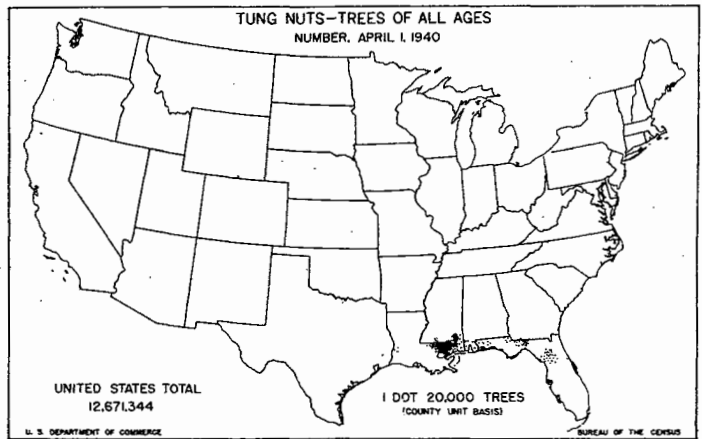 TUNG NUTS-TREES OF ALL AGES
NUMBER, APRIL 1, 1940
UNITED STATES TOTAL
12,671,344
1 DOT 20,000 TREES
(COUNTY UNIT BASIS)
U. S. DEPARTMENT OF COMMERCE
BUREAU OF THE CENSUS